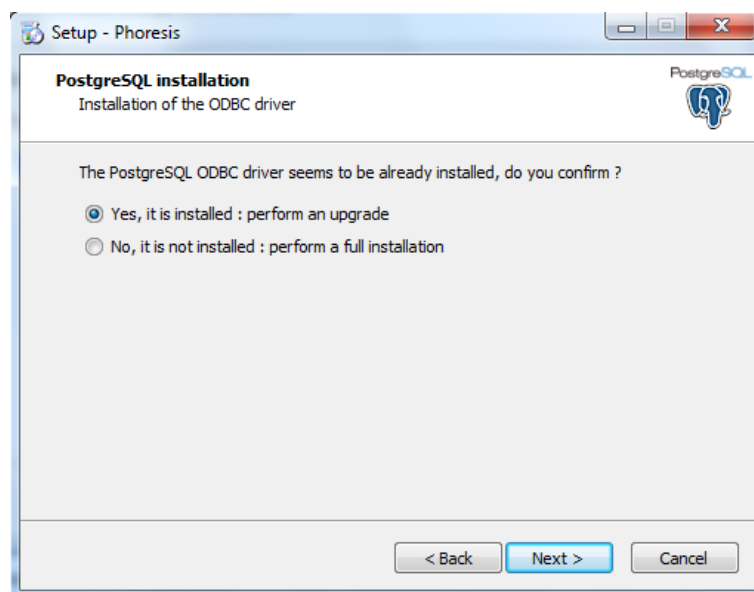 Setup - Phoresis
PostgreSQL installation
Installation of the ODBC driver
PostgreSQL
The PostgreSQL ODBC driver seems to be already installed, do you confirm ?
Yes, it is installed : perform an upgrade
No, it is not installed : perform a full installation
< Back Next > Cancel